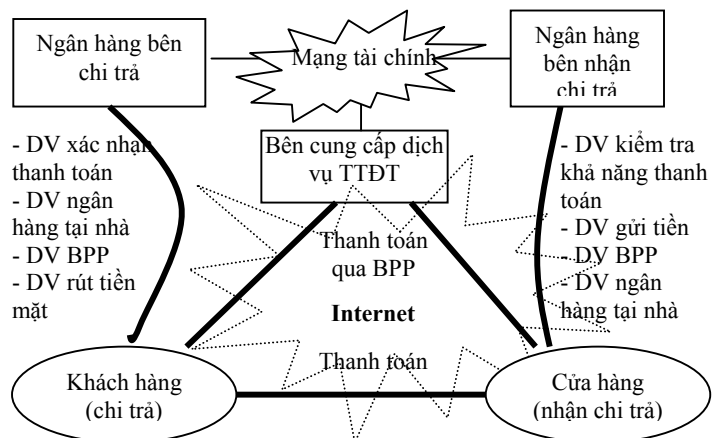 Ngân hàng bên
chi trả
Mạng tài chính
Ngân hàng
bên nhận
chi trả
Bên cung cấp dịch
vụ TTĐT
- DV xác nhận
thanh toán
- DV ngân
hàng tại nhà
- DV BPP
- DV rút tiền
mặt
- DV kiểm tra
khả năng thanh
toán
- DV gửi tiền
- DV BPP
- DV ngân
hàng tại nhà
Thanh toán
qua BPP
Internet
Thanh toán
Khách hàng
(chi trả)
Cửa hàng
(nhận chi trả)